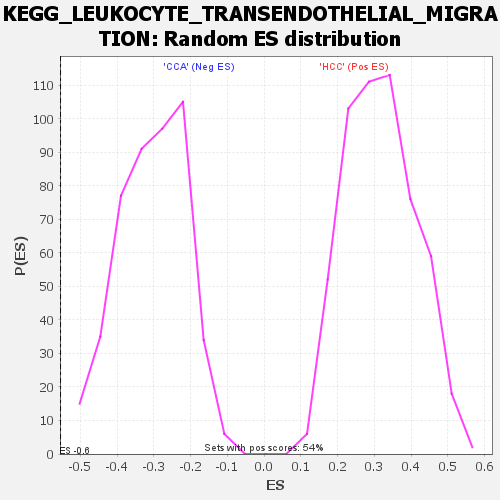 KEGG_LEUKOCYTE_TRANSENDOTHELIAL_MIGRA
TION: Random ES distribution
'CCA' (Neg ES) 'HCC' (Pos ES)
110
100
90
80
70
60
50
40
30
20
10
0
P(ES)
ES -0.6
Sets with pos scores: 54%
-0.5 -0.4 -0.3 -0.2 -0.1 0.0 0.1 0.2 0.3 0.4 0.5 0.6
ES